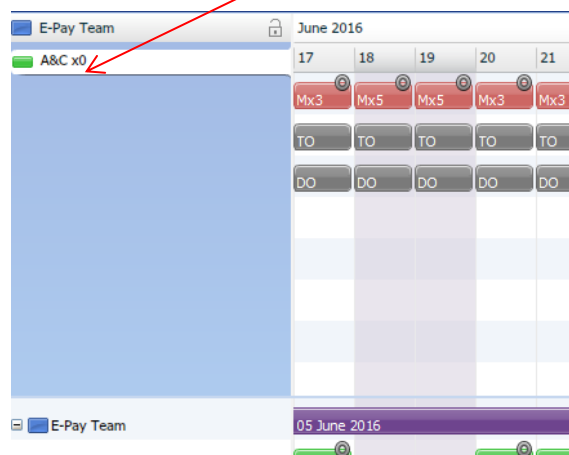 E-Pay Team June 2016
A&C x0 17 18 19 20 21
Mx3 Mx5 Mx5 Mx3 Mx3
TO TO TO TO TO
DO DO DO DO DO
E-Pay Team 05 June 2016